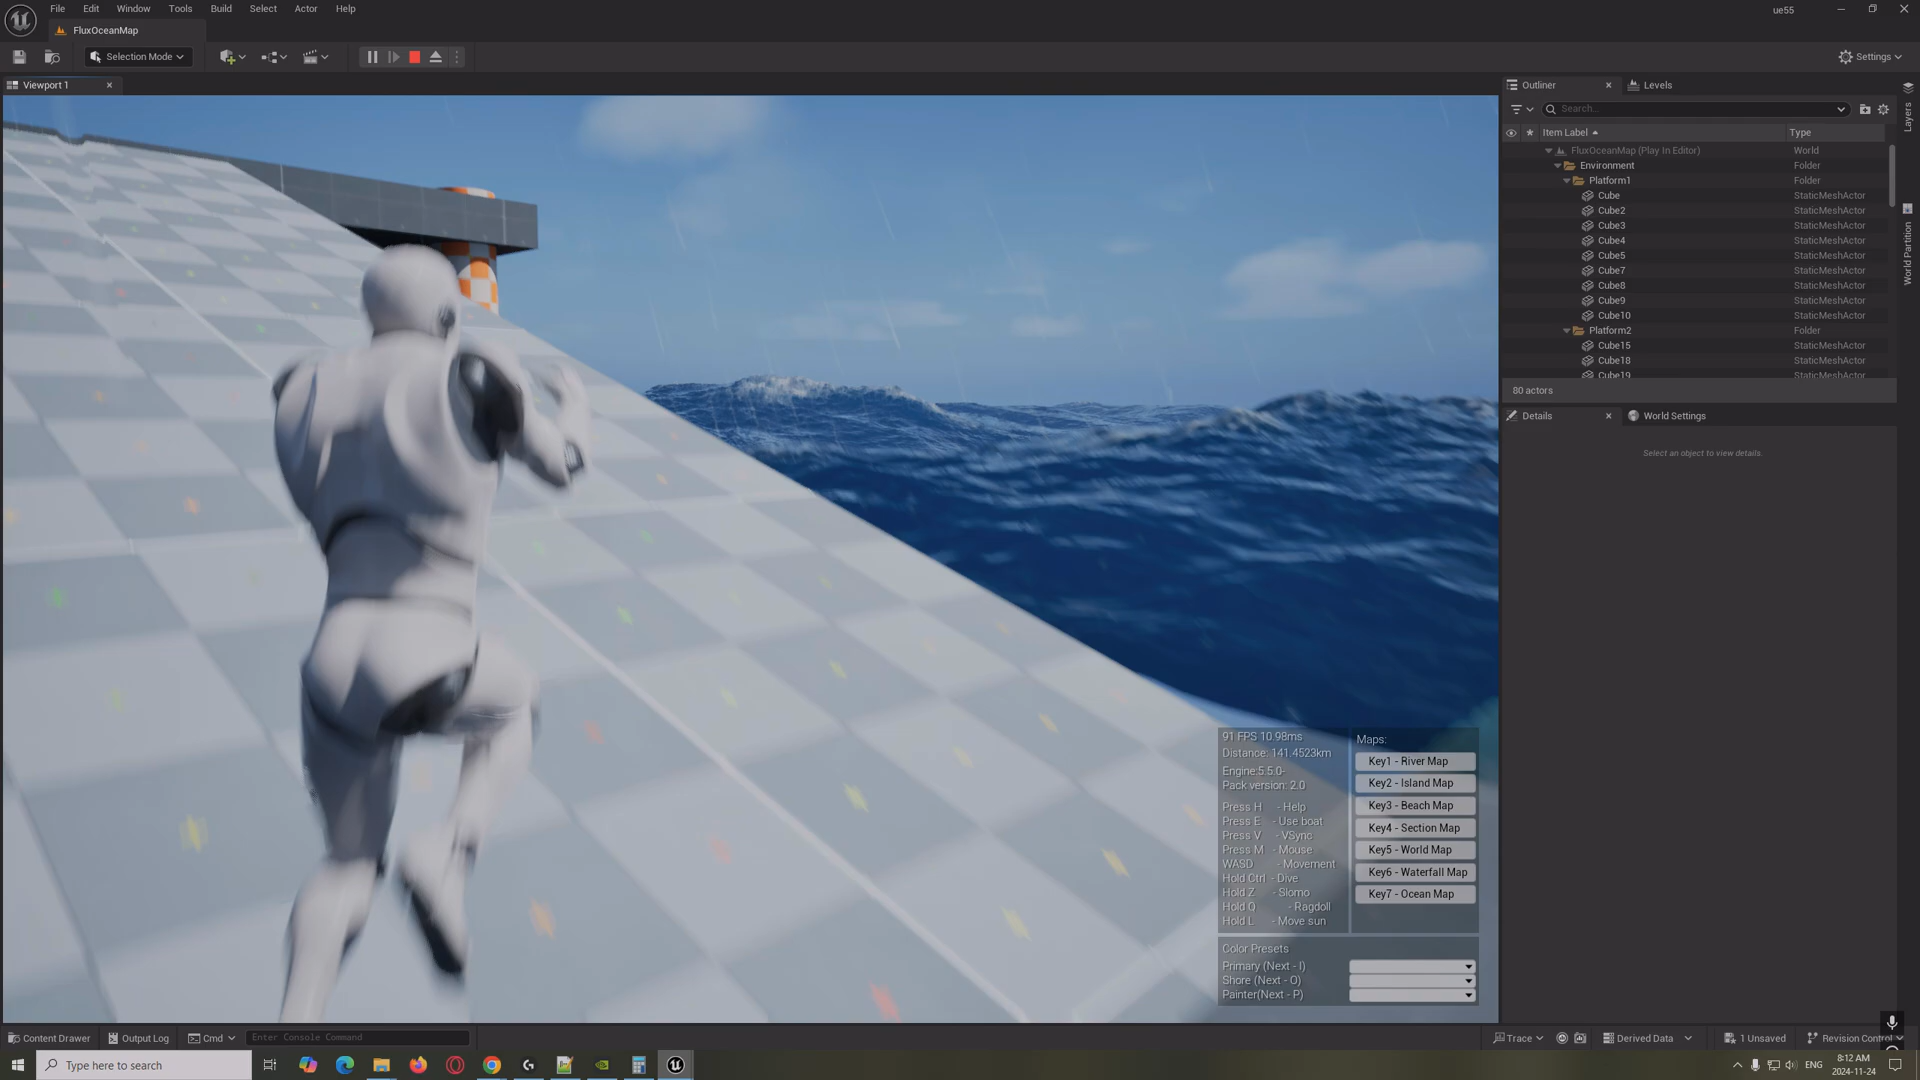 File Edit Window Tools Build Select Actor Help
ue55
FluxOceanMap
Selection Mode
Settings
Viewport 1
Outliner
Levels
Search...
Item Label
Type
FluxOceanMap (Play In Editor) World
Environment Folder
Platform1 Folder
Cube StaticMeshActor
Cube2 StaticMeshActor
Cube3 StaticMeshActor
Cube4 StaticMeshActor
Cube5 StaticMeshActor
Cube7 StaticMeshActor
Cube8 StaticMeshActor
Cube9 StaticMeshActor
Cube10 StaticMeshActor
Platform2 Folder
Cube15 StaticMeshActor
Cube18 StaticMeshActor
Cube19 StaticMeshActor
80 actors
Layers
World Partition
Details
World Settings
Select an object to view details.
91 FPS 10.98ms
Distance: 141.4523km
Engine:5.5.0-
Pack version: 2.0
Press H - Help
Press E - Use boat
Press V - VSync
Press M - Mouse
WASD - Movement
Hold Ctrl - Dive
Hold Z - Slomo
Hold Q - Ragdoll
Hold L - Move sun
Maps:
Key1 - River Map
Key2 - Island Map
Key3 - Beach Map
Key4 - Section Map
Key5 - World Map
Key6 - Waterfall Map
Key7 - Ocean Map
Color Presets
Primary (Next - I)
Shore (Next - O)
Painter(Next - P)
Content Drawer
Output Log
Cmd
Enter Console Command
Trace
Derived Data
1 Unsaved
Revision Control
Type here to search
ENG
8:12 AM
2024-11-24